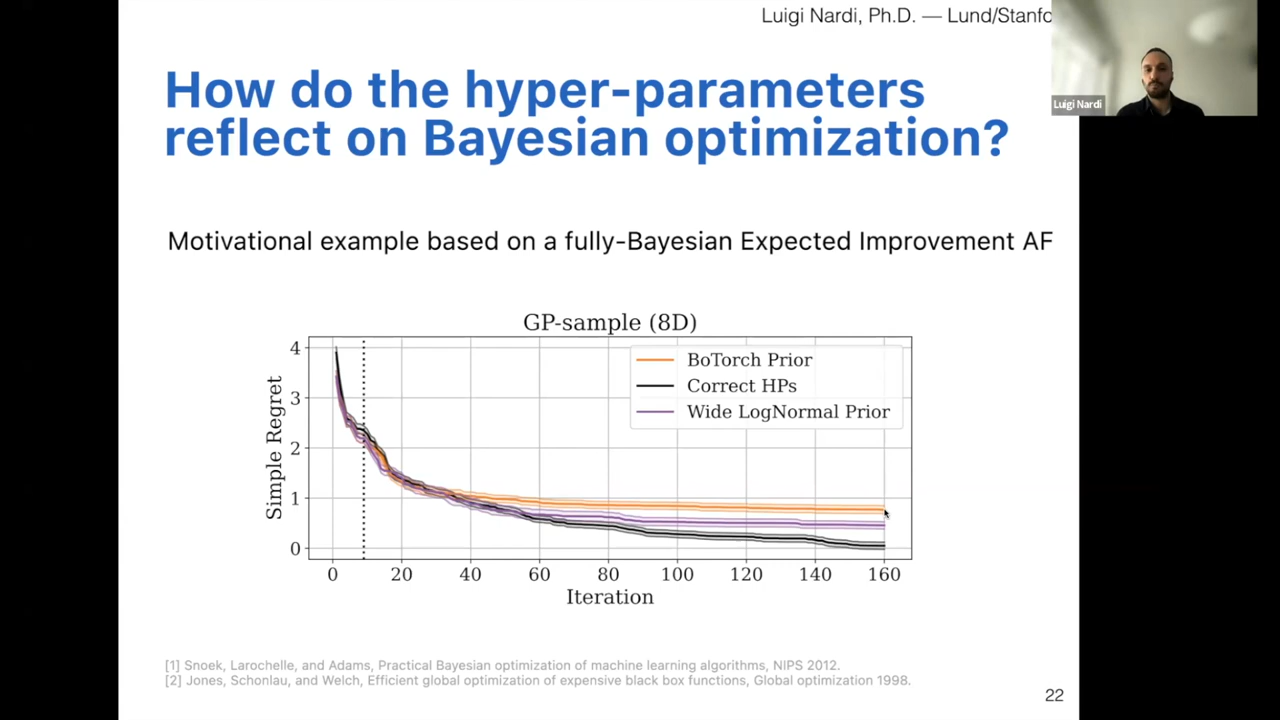 Luigi Nardi, Ph.D. — Lund/Stanfo
Luigi Nardi
How do the hyper-parameters
reflect on Bayesian optimization?
Motivational example based on a fully-Bayesian Expected Improvement AF
GP-sample (8D)
4
3
2
1
0
Simple Regret
BoTorch Prior
Correct HPs
Wide LogNormal Prior
0 20 40 60 80 100 120 140 160
Iteration
[1] Snoek, Larochelle, and Adams, Practical Bayesian optimization of machine learning algorithms, NIPS 2012.
[2] Jones, Schonlau, and Welch, Efficient global optimization of expensive black box functions, Global optimization 1998.
22